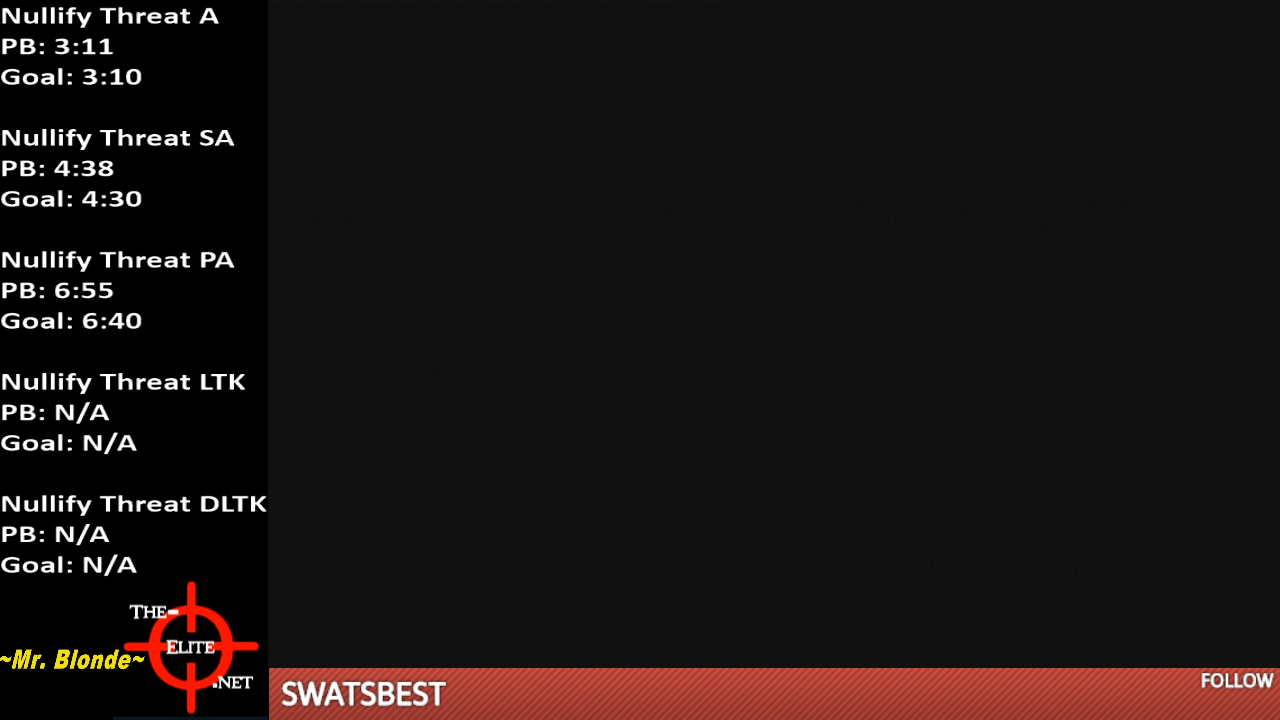 Nullify Threat A
PB: 3:11
Goal: 3:10
Nullify Threat SA
PB: 4:38
Goal: 4:30
Nullify Threat PA
PB: 6:55
Goal: 6:40
Nullify Threat LTK
PB: N/A
Goal: N/A
Nullify Threat DLTK
PB: N/A
Goal: N/A
THE-
ELITE
.NET
~Mr. Blonde~
SWATSBEST
FOLLOW